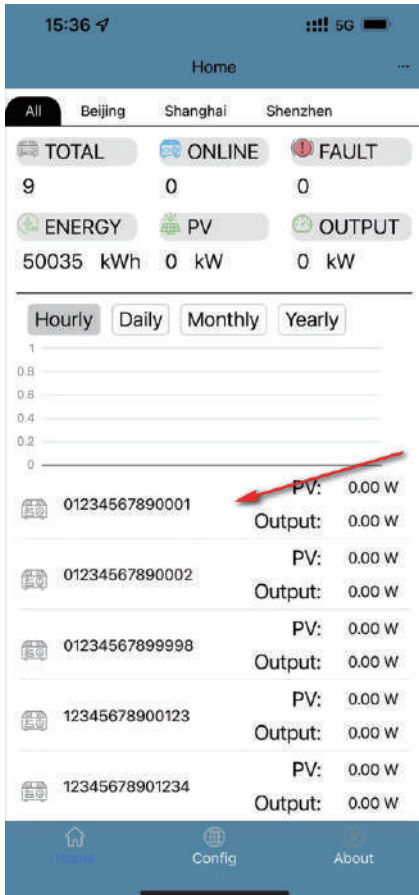 15:36 5G
Home ...
All Beijing Shanghai Shenzhen
TOTAL ONLINE FAULT
9 0 0
ENERGY PV OUTPUT
50035 kWh 0 kW 0 kW
Hourly Daily Monthly Yearly
1
0.8
0.6
0.4
0.2
0
01234567890001 PV: 0.00 W
Output: 0.00 W
01234567890002 PV: 0.00 W
Output: 0.00 W
01234567899998 PV: 0.00 W
Output: 0.00 W
12345678900123 PV: 0.00 W
Output: 0.00 W
12345678901234 PV: 0.00 W
Output: 0.00 W
Home Config About